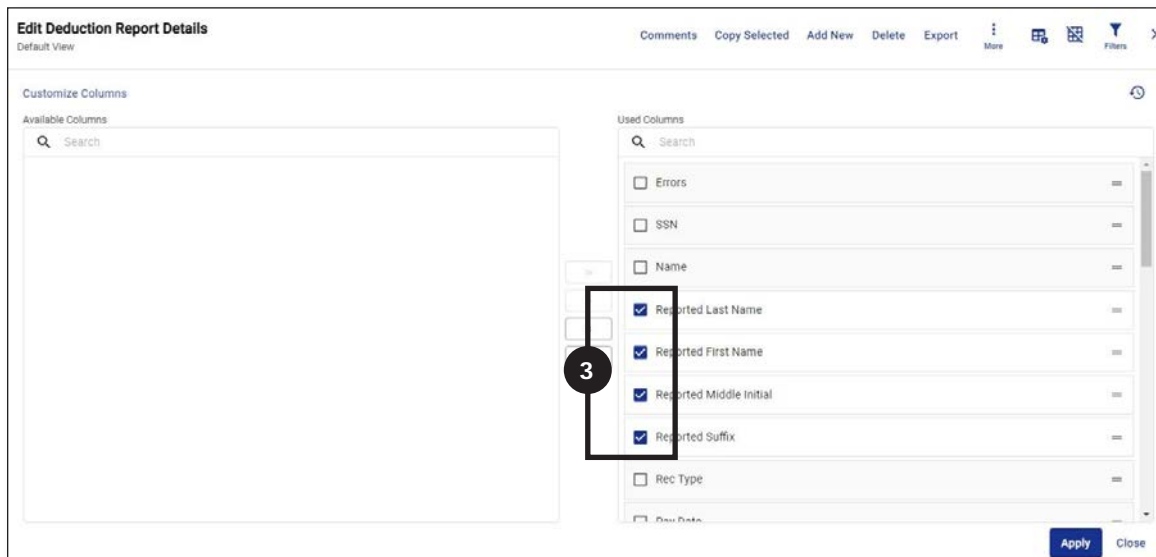 Edit Deduction Report Details
Default View
Comments Copy Selected Add New Delete Export More Filters
Customize Columns
Available Columns
Search
Used Columns
Search
Errors
SSN
Name
Reported Last Name
Reported First Name
3
Reported Middle Initial
Reported Suffix
Rec Type
Pay Date
Apply Close